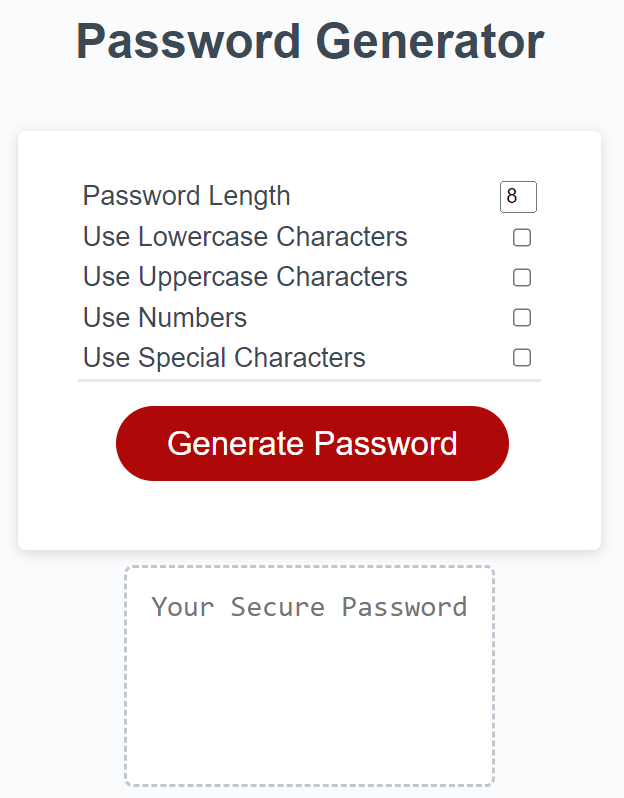 Password Generator
Password Length 8
Use Lowercase Characters
Use Uppercase Characters
Use Numbers
Use Special Characters
Generate Password
Your Secure Password